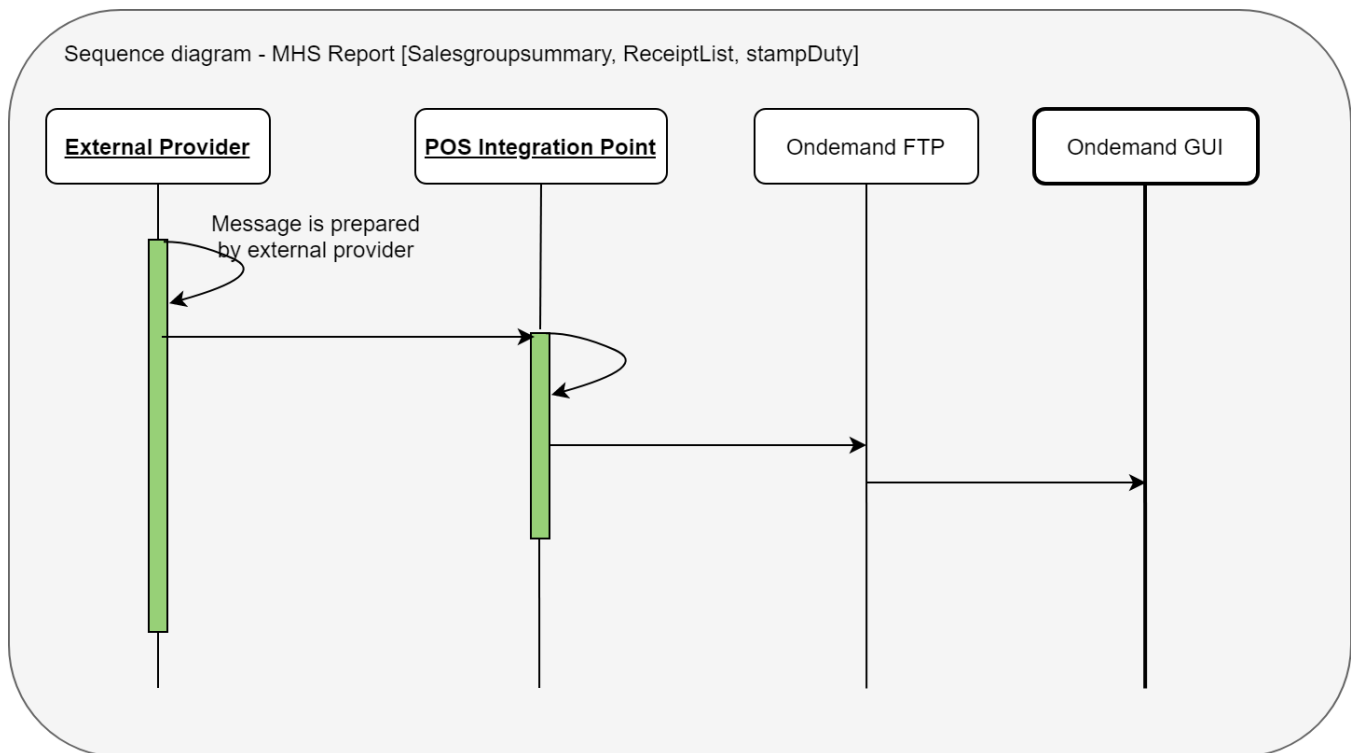 Sequence diagram - MHS Report [Salesgroupsummary, ReceiptList, stampDuty]
External Provider
POS Integration Point
Ondemand FTP
Ondemand GUI
Message is prepared
by external provider